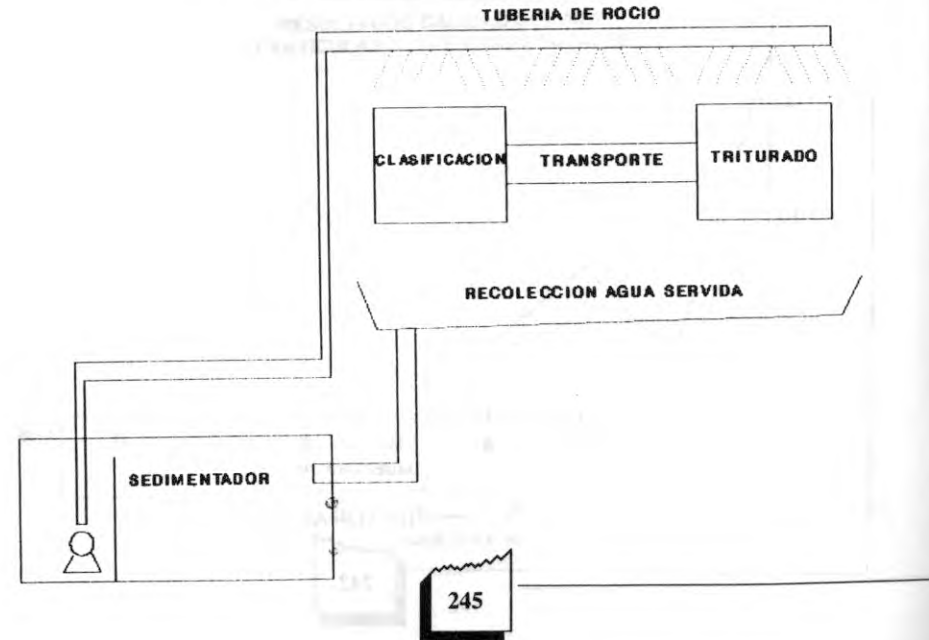 TUBERIA DE ROCIO
CLASIFICACION
TRANSPORTE
TRITURADO
RECOLECCION AGUA SERVIDA
SEDIMENTADOR
245